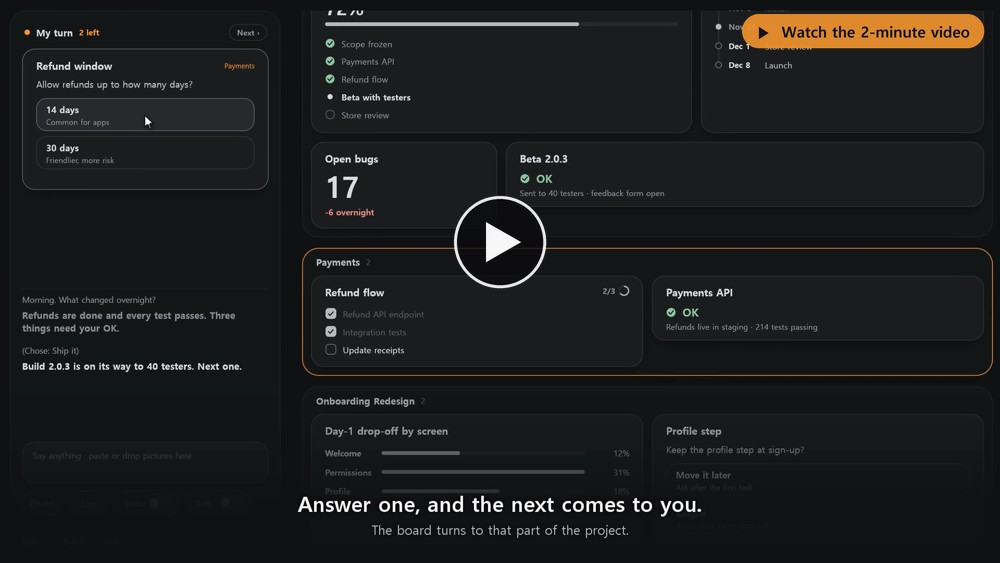 My turn 2 left
Next ›
Refund window
Payments
Allow refunds up to how many days?
14 days
Common for apps
30 days
Friendlier, more risk
Morning. What changed overnight?
Refunds are done and every test passes. Three
things need your OK.
(Chose: Ship it)
Build 2.0.3 is on its way to 40 testers. Next one.
Say anything · paste or drop pictures here
72%
Scope frozen
Payments API
Refund flow
Beta with testers
Store review
Watch the 2-minute video
Dec 1
Dec 8 Launch
Open bugs
17
-6 overnight
Beta 2.0.3
OK
Sent to 40 testers · feedback form open
Payments 2
Refund flow
2/3
Refund API endpoint
Integration tests
Update receipts
Payments API
OK
Refunds live in staging · 214 tests passing
Onboarding Redesign 2
Day-1 drop-off by screen
Welcome 12%
Permissions 31%
Profile 18%
Profile step
Keep the profile step at sign-up?
Move it later
Ask after the first task
Answer one, and the next comes to you.
The board turns to that part of the project.